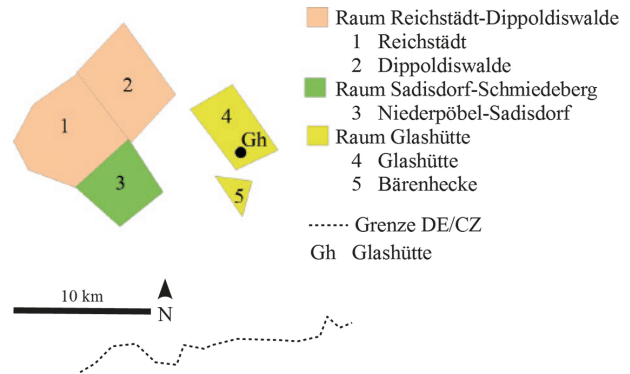 Raum Reichstädt-Dippoldiswalde
1 Reichstädt
2 Dippoldiswalde
Raum Sadisdorf-Schmiedeberg
3 Niederpöbel-Sadisdorf
Raum Glashütte
4 Glashütte
5 Bärenhecke
Grenze DE/CZ
Gh Glashütte
2
1
4
Gh
3
5
10 km
N